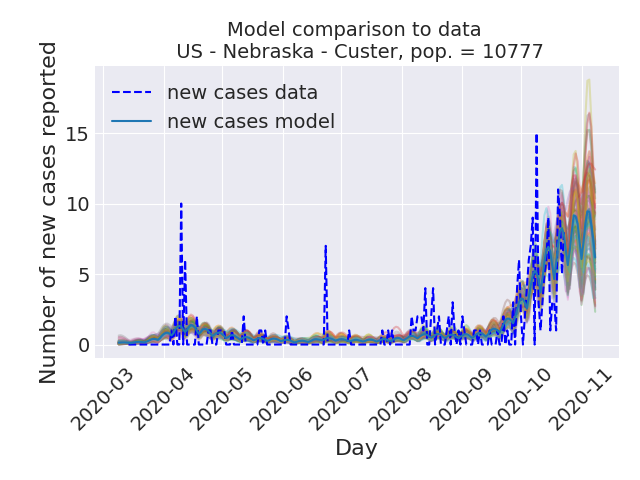 Model comparison to data
US - Nebraska - Custer, pop. = 10777
new cases data
new cases model
Number of new cases reported
15
10
5
0
2020-03
2020-04
2020-05
2020-06
2020-07
2020-08
2020-09
2020-10
2020-11
Day